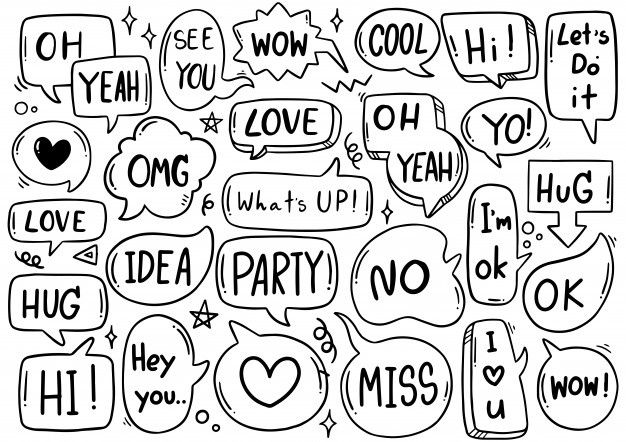 OH
YEAH
SEE
YOU
WOW
COOL
Hi!
Let's
Do
it
LOVE
OH
YEAH
YO!
OMG
What's UP!
HuG
LOVE
I'm
ok
IDEA
PARTY
NO
OK
HUG
HI!
Hey
you..
MISS
I
u
WOW!